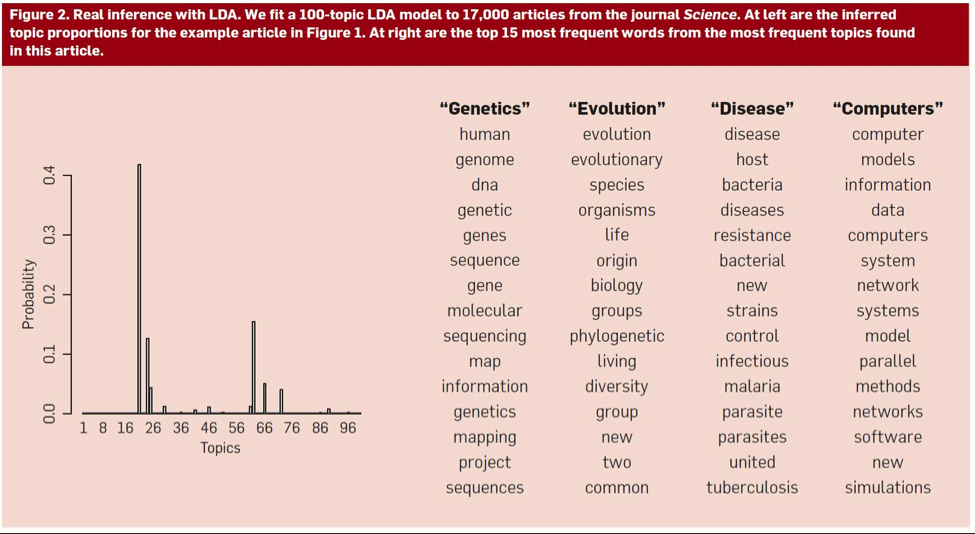 Figure 2. Real inference with LDA. We fit a 100-topic LDA model to 17,000 articles from the journal Science. At left are the inferred
topic proportions for the example article in Figure 1. At right are the top 15 most frequent words from the most frequent topics found
in this article.
Probability
0.4
0.3
0.2
0.1
0.0
1 8 16 26 36 46 56 66 76 86 96
Topics
“Genetics” “Evolution” “Disease” “Computers”
human evolution disease computer
genome evolutionary host models
dna species bacteria information
genetic organisms diseases data
genes life resistance computers
sequence origin bacterial system
gene biology new network
molecular groups strains systems
sequencing phylogenetic control model
map living infectious parallel
information diversity malaria methods
genetics group parasite networks
mapping new parasites software
project two united new
sequences common tuberculosis simulations